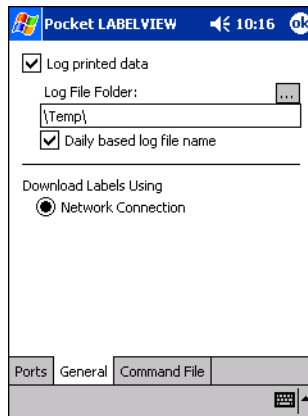 Pocket LABELVIEW 10:16 ok
Log printed data
Log File Folder:
...
\Temp\
Daily based log file name
Download Labels Using
Network Connection
Ports General Command File